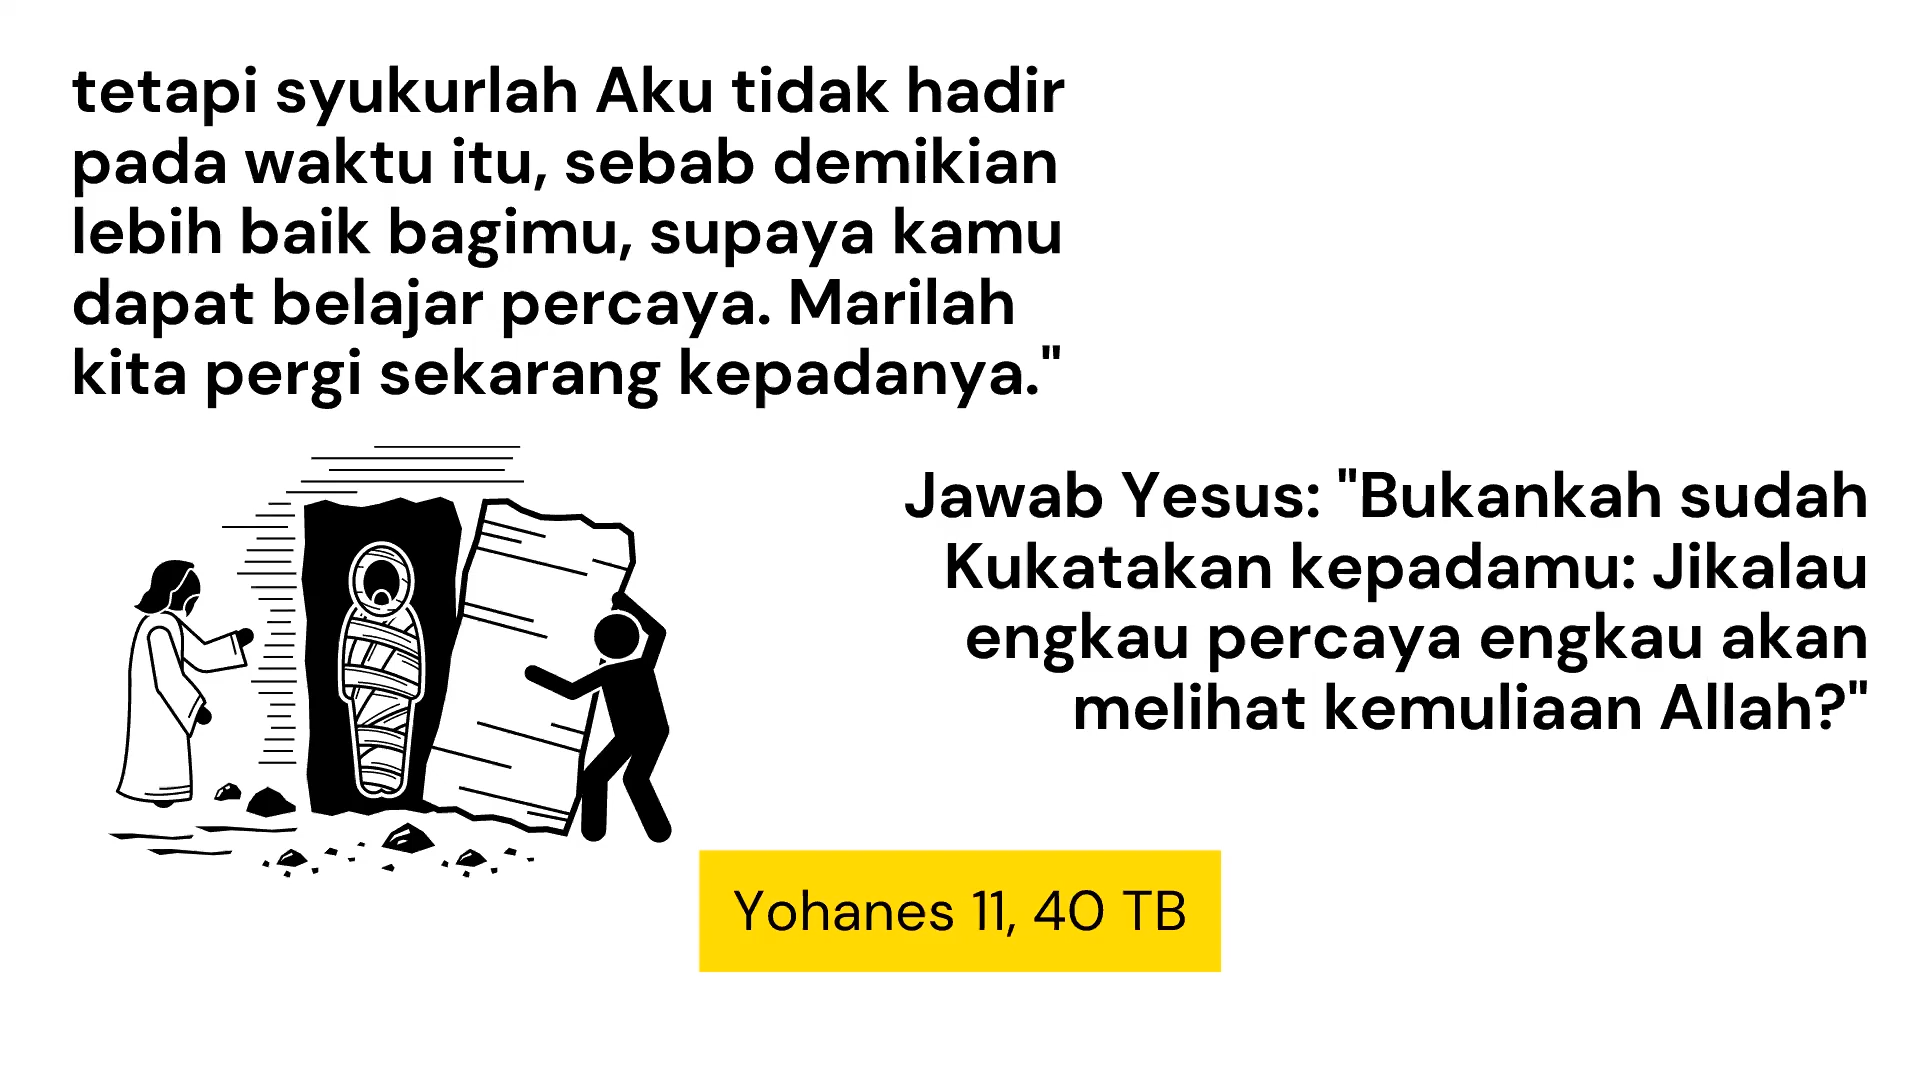 tetapi syukurlah Aku tidak hadir
pada waktu itu, sebab demikian
lebih baik bagimu, supaya kamu
dapat belajar percaya. Marilah
kita pergi sekarang kepadanya."
Jawab Yesus: "Bukankah sudah
Kukatakan kepadamu: Jikalau
engkau percaya engkau akan
melihat kemuliaan Allah?"
Yohanes 11, 40 TB